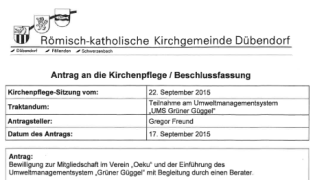 Römisch-katholische Kirchgemeinde Dübendorf
Dübendorf Fällanden Schwerzenbach
Antrag an die Kirchenpflege / Beschlussfassung
Kirchenpflege-Sitzung vom: 22. September 2015
Traktandum: Teilnahme am Umweltmanagementsystem
„UMS Grüner Güggel"
Antragsteller: Gregor Freund
Datum des Antrags: 17. September 2015
Antrag:
Bewilligung zur Mitgliedschaft im Verein „Oeku" und der Einführung des
Umweltmanagementsystem „Grüner Güggel" mit Begleitung durch einen Berater.